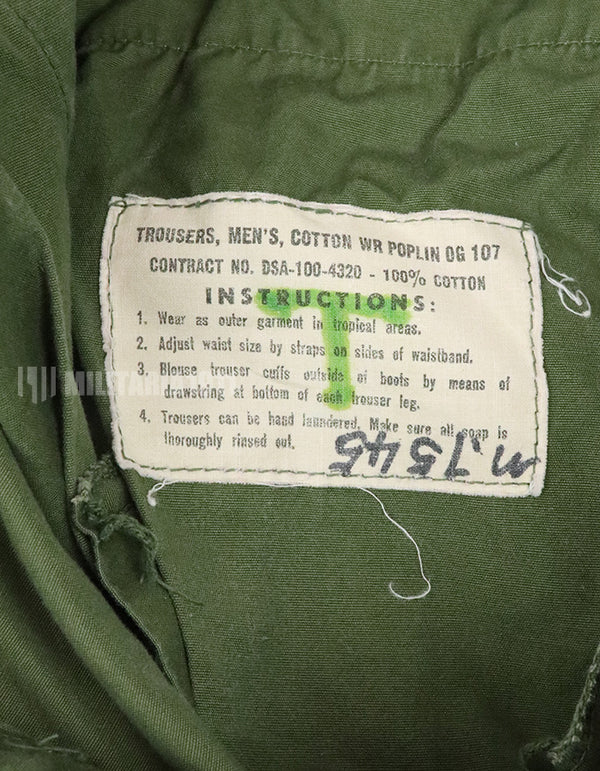 TROUSERS, MEN'S, COTTON WR POPLIN OG 107
CONTRACT NO. DSA-100-4320 - 100% COTTON
INSTRUCTIONS:
1. Wear as outer garment in tropical areas.
2. Adjust waist size by straps on sides of waistband.
3. Blouse trouser cuffs outside of boots by means of
drawstring at bottom of each trouser leg.
4. Trousers can be hand laundered. Make sure all soap is
thoroughly rinsed out.
T